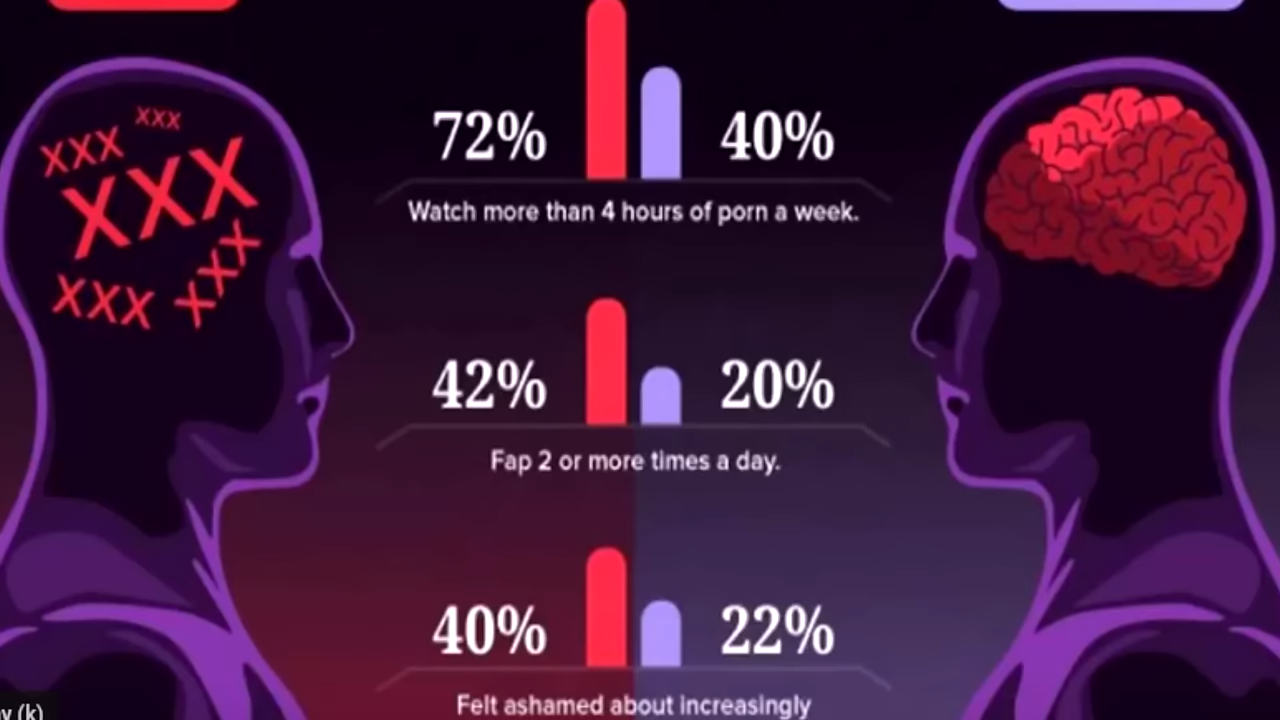 xxx
XXX
XXX
XXX
XXX
72% 40%
Watch more than 4 hours of porn a week.
42% 20%
Fap 2 or more times a day.
40% 22%
Felt ashamed about increasingly
(k)